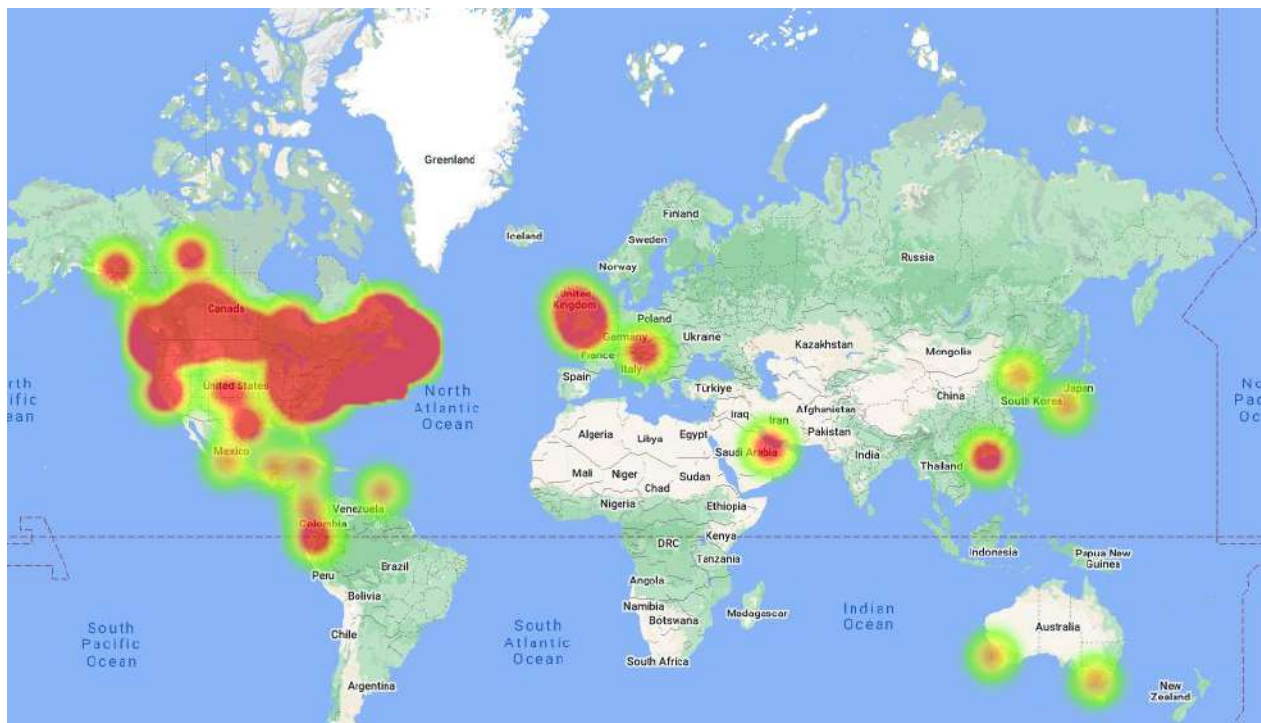 Greenland
Iceland
Finland
Sweden
Norway
Russia
Canada
United
Kingdom
Poland
Germany
Ukraine
France
Kazakhstan
Mongolia
Italy
United States
North
Atlantic
Ocean
Spain
Türkiye
China
South Korea
Japan
Iraq
Iran
Afghanistan
Pakistan
Algeria
Libya
Egypt
Saudi Arabia
India
Mexico
Mali
Niger
Chad
Sudan
Thailand
Nigeria
Ethiopia
Venezuela
Colombia
DRC
Kenya
Tanzania
Indonesia
Papua New
Guinea
Peru
Brazil
Bolivia
Angola
Namibia
Botswana
Madagascar
Indian
Ocean
Australia
South
Pacific
Ocean
Chile
South
Atlantic
Ocean
South Africa
Argentina
New
Zealand